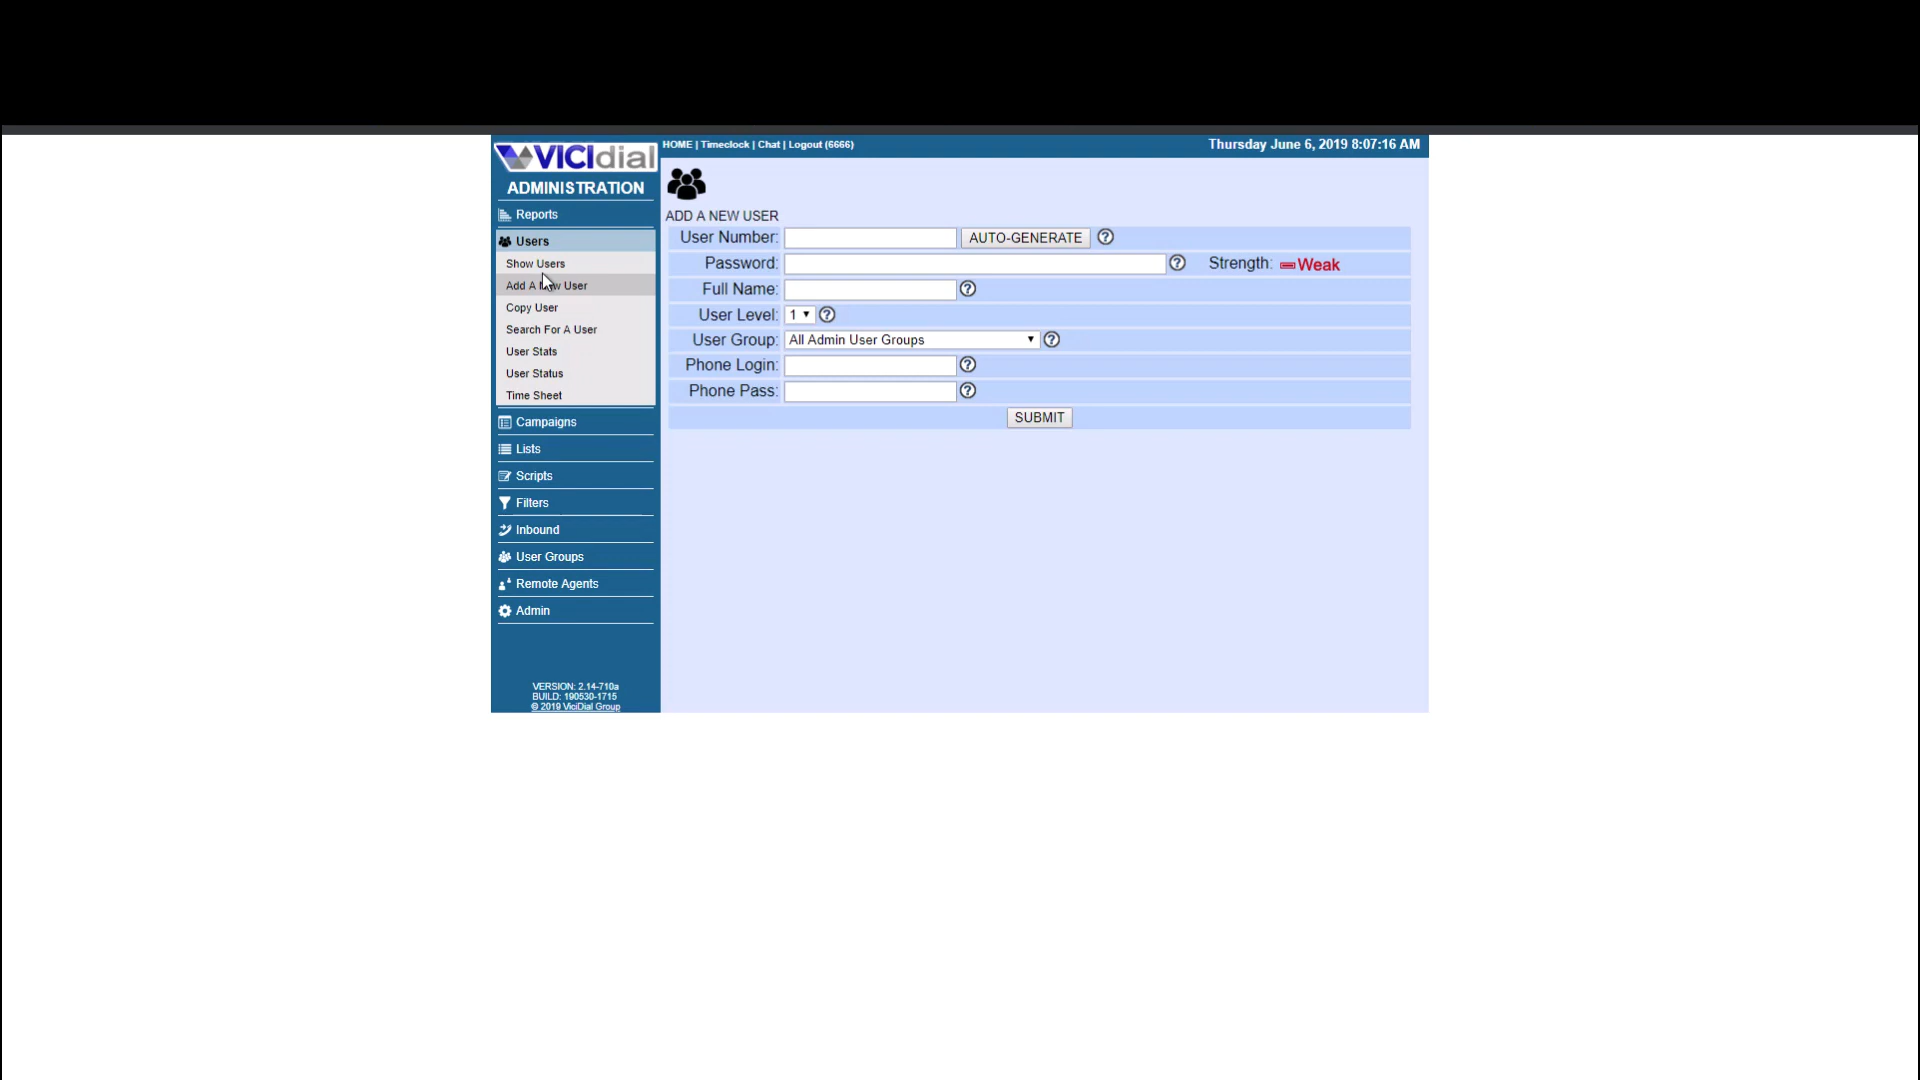 VICIdial
HOME | Timeclock | Chat | Logout (6666)
Thursday June 6, 2019 8:07:16 AM
ADMINISTRATION
Reports
Users
Show Users
Add A New User
Copy User
Search For A User
User Stats
User Status
Time Sheet
Campaigns
Lists
Scripts
Filters
Inbound
User Groups
Remote Agents
Admin
VERSION: 2.14-710a
BUILD: 190530-1715
© 2019 ViciDial Group
ADD A NEW USER
User Number: AUTO-GENERATE ?
Password: ? Strength: Weak
Full Name: ?
User Level: 1 ?
User Group: All Admin User Groups ?
Phone Login: ?
Phone Pass: ?
SUBMIT